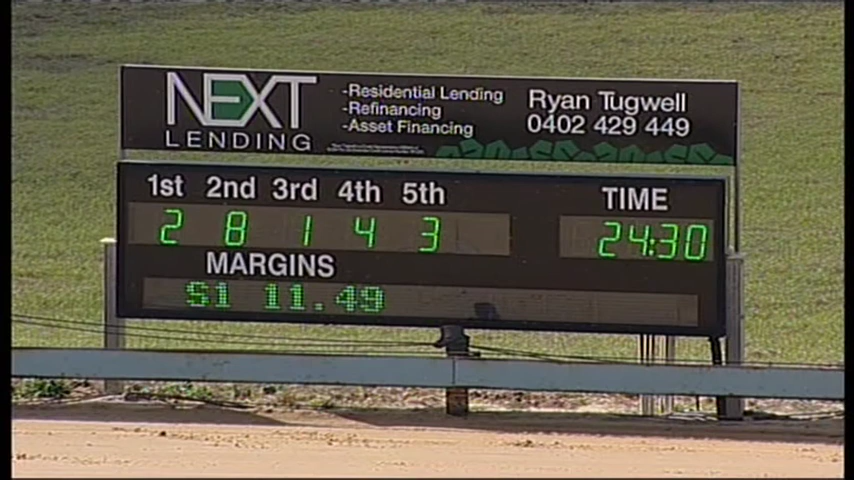 NEXT
LENDING
-Residential Lending
-Refinancing
-Asset Financing
Ryan Tugwell
0402 429 449
1st 2nd 3rd 4th 5th TIME
2 8 1 4 3 24:30
MARGINS
S1 11.49